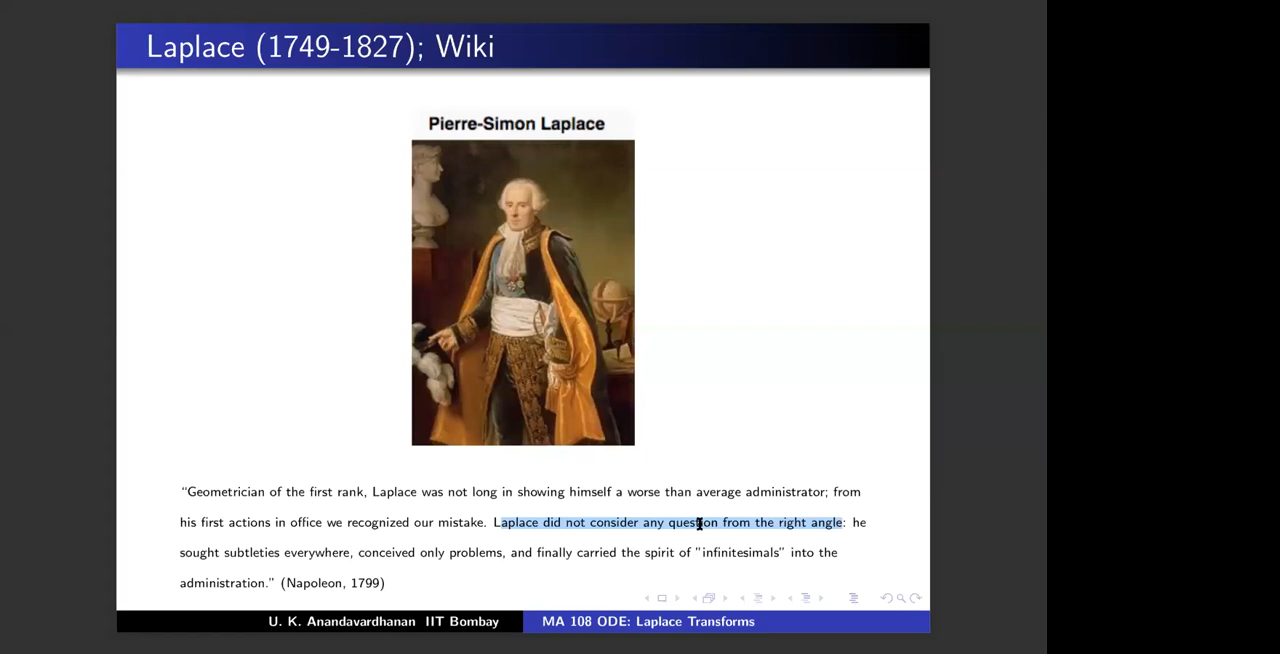 Laplace (1749-1827); Wiki
Pierre-Simon Laplace
“Geometrician of the first rank, Laplace was not long in showing himself a worse than average administrator; from
his first actions in office we recognized our mistake. Laplace did not consider any question from the right angle: he
sought subtleties everywhere, conceived only problems, and finally carried the spirit of ”infinitesimals” into the
administration.” (Napoleon, 1799)
U. K. Anandavardhanan IIT Bombay MA 108 ODE: Laplace Transforms